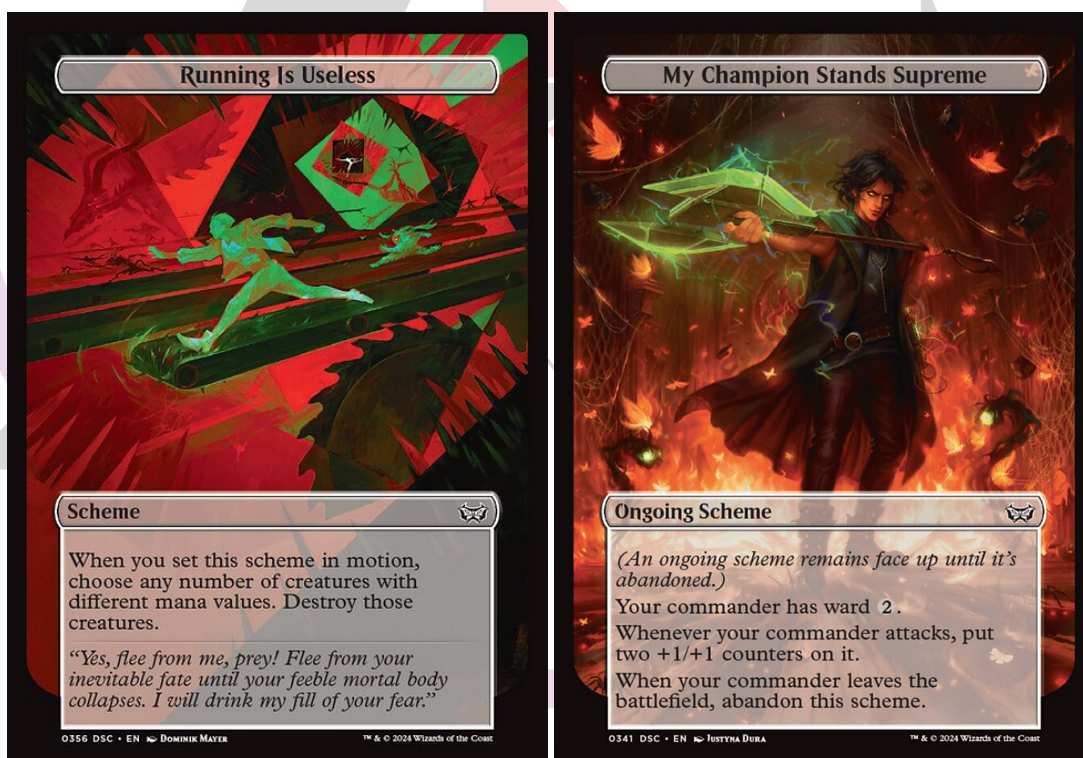 Running Is Useless
Scheme
When you set this scheme in motion,
choose any number of creatures with
different mana values. Destroy those
creatures.
“Yes, flee from me, prey! Flee from your
inevitable fate until your feeble mortal body
collapses. I will drink my fill of your fear.”
0356 DSC • EN Dominik Mayer
™ & © 2024 Wizards of the Coast
My Champion Stands Supreme
Ongoing Scheme
(An ongoing scheme remains face up until it's
abandoned.)
Your commander has ward 2.
Whenever your commander attacks, put
two +1/+1 counters on it.
When your commander leaves the
battlefield, abandon this scheme.
0341 DSC • EN Justyna Dura
™ & © 2024 Wizards of the Coast